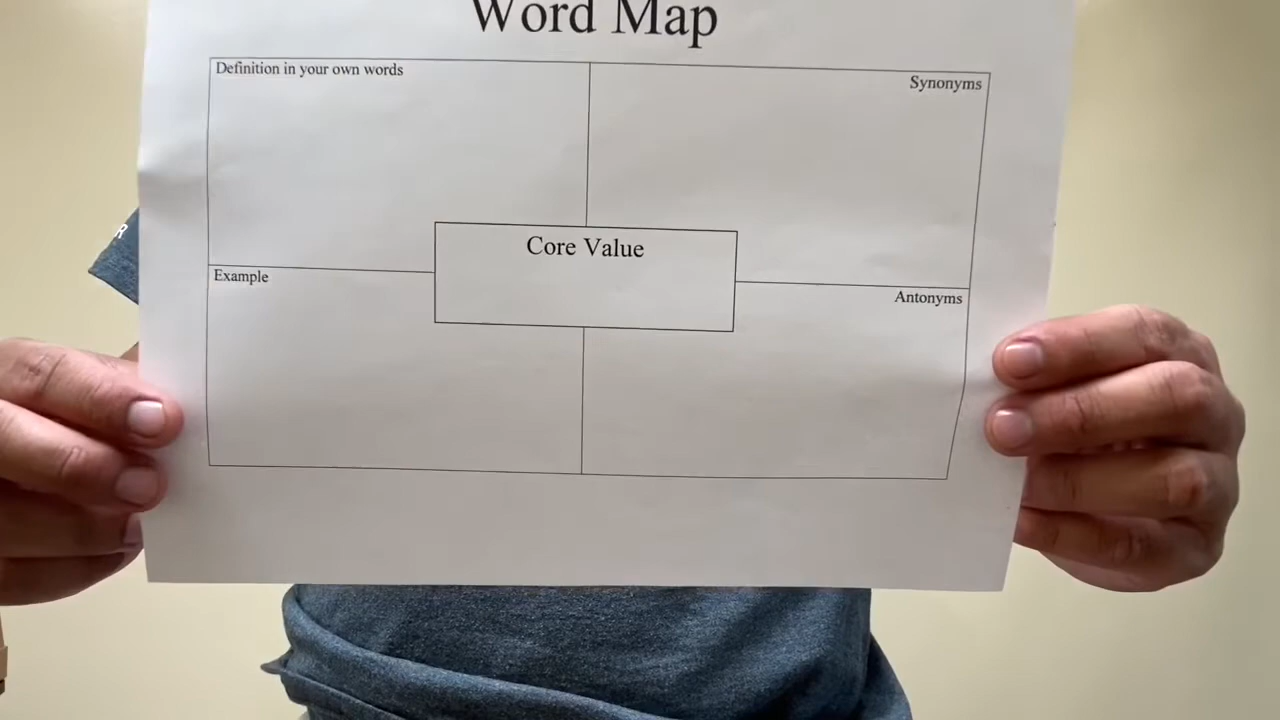 Word Map
Definition in your own words
Synonyms
Core Value
Example
Antonyms